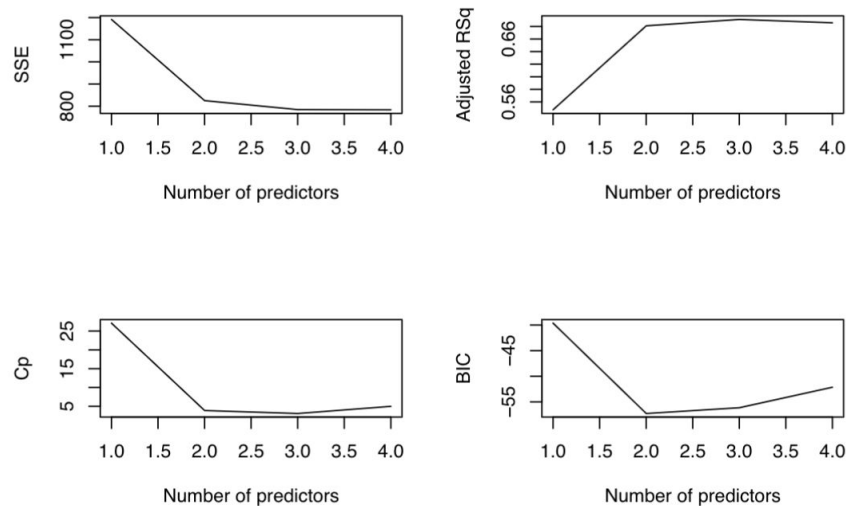 SSE
1100
800
1.0 1.5 2.0 2.5 3.0 3.5 4.0
Number of predictors
Adjusted RSq
0.66
0.56
1.0 1.5 2.0 2.5 3.0 3.5 4.0
Number of predictors
Cp
25
15
5
1.0 1.5 2.0 2.5 3.0 3.5 4.0
Number of predictors
BIC
−45
−55
1.0 1.5 2.0 2.5 3.0 3.5 4.0
Number of predictors